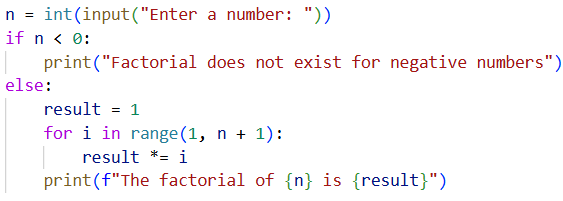 n = int(input("Enter a number: "))
if n < 0:
    print("Factorial does not exist for negative numbers")
else:
    result = 1
    for i in range(1, n + 1):
        result *= i
    print(f"The factorial of {n} is {result}")